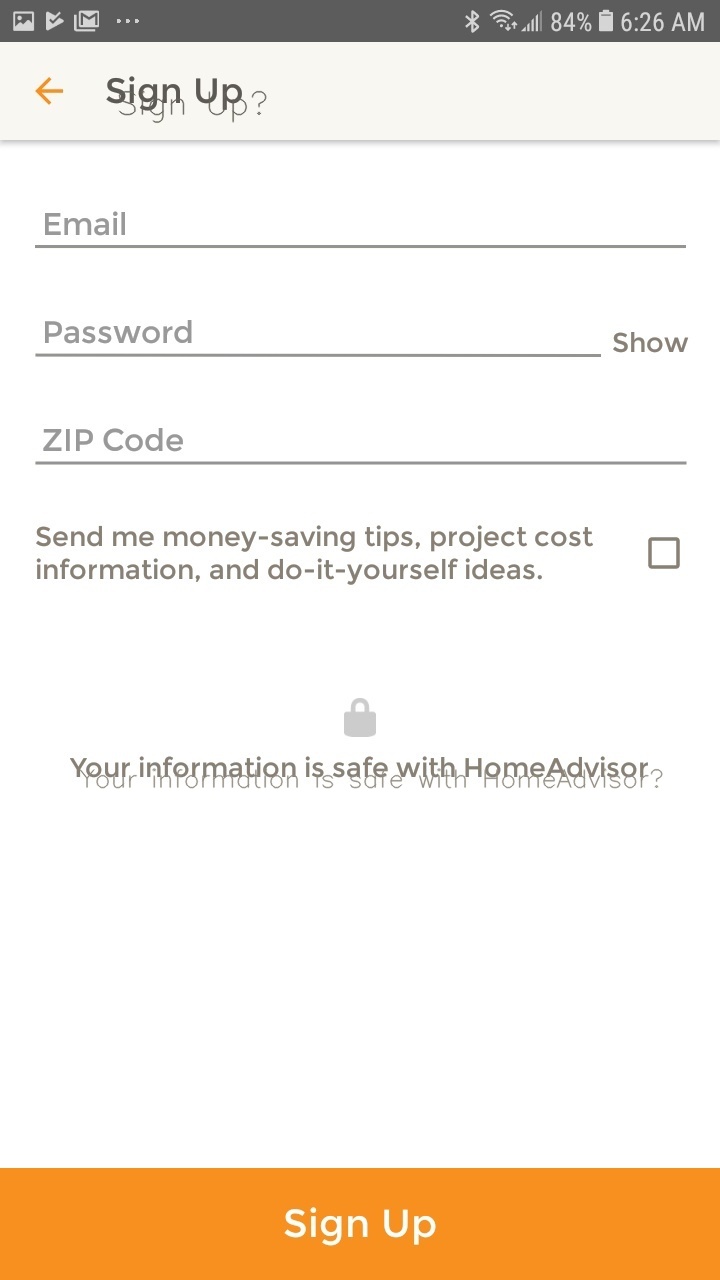 84% 6:26 AM
Sign Up
Sign Up?
Email
Password
Show
ZIP Code
Send me money-saving tips, project cost
information, and do-it-yourself ideas.
Your information is safe with HomeAdvisor
Your information is safe with HomeAdvisor?
Sign Up